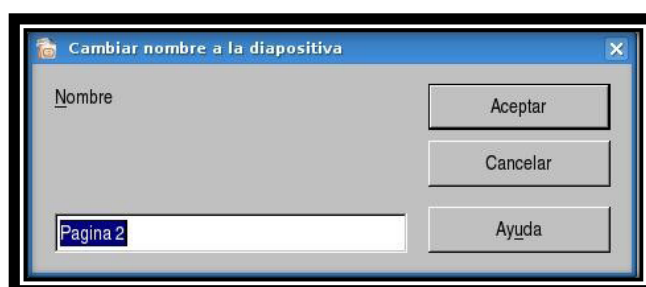 Cambiar nombre a la diapositiva
Nombre
Aceptar
Cancelar
Pagina 2
Ayuda